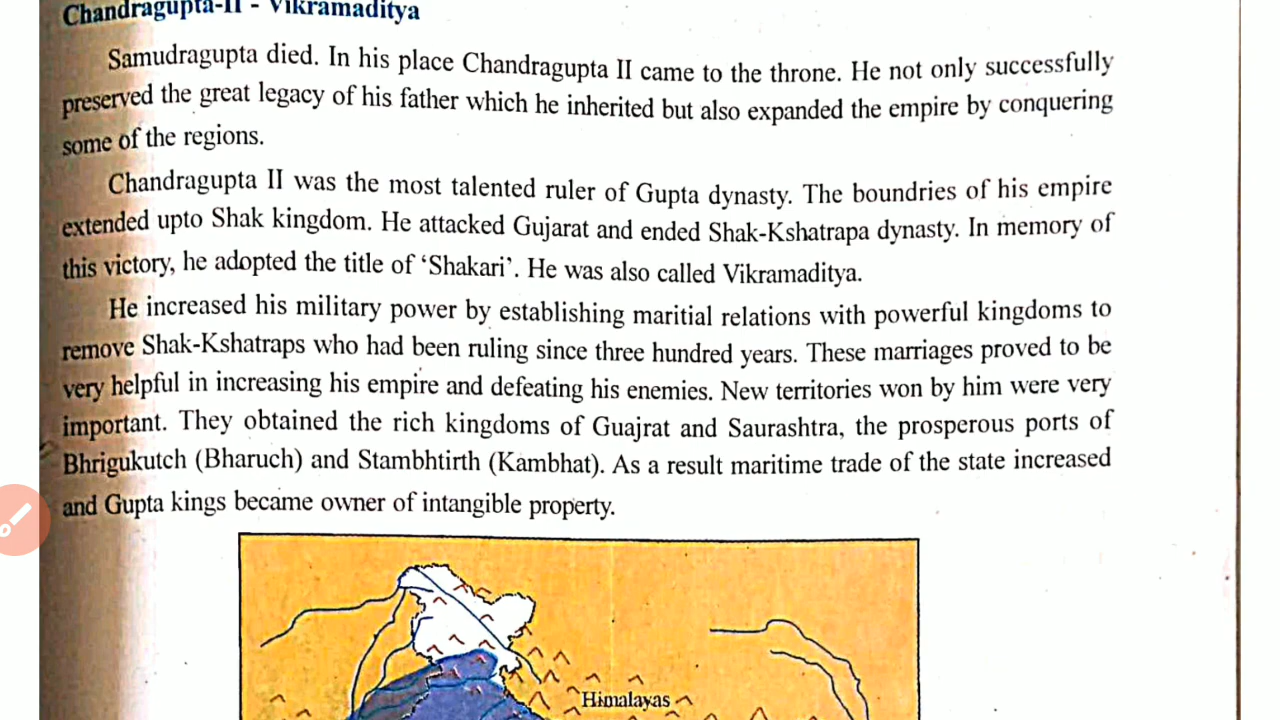 Chandragupta-II - Vikramaditya
Samudragupta died. In his place Chandragupta II came to the throne. He not only successfully
preserved the great legacy of his father which he inherited but also expanded the empire by conquering
some of the regions.
Chandragupta II was the most talented ruler of Gupta dynasty. The boundries of his empire
extended upto Shak kingdom. He attacked Gujarat and ended Shak-Kshatrapa dynasty. In memory of
this victory, he adopted the title of ‘Shakari’. He was also called Vikramaditya.
He increased his military power by establishing maritial relations with powerful kingdoms to
remove Shak-Kshatraps who had been ruling since three hundred years. These marriages proved to be
very helpful in increasing his empire and defeating his enemies. New territories won by him were very
important. They obtained the rich kingdoms of Guajrat and Saurashtra, the prosperous ports of
Bhrigukutch (Bharuch) and Stambhtirth (Kambhat). As a result maritime trade of the state increased
and Gupta kings became owner of intangible property.
Himalayas